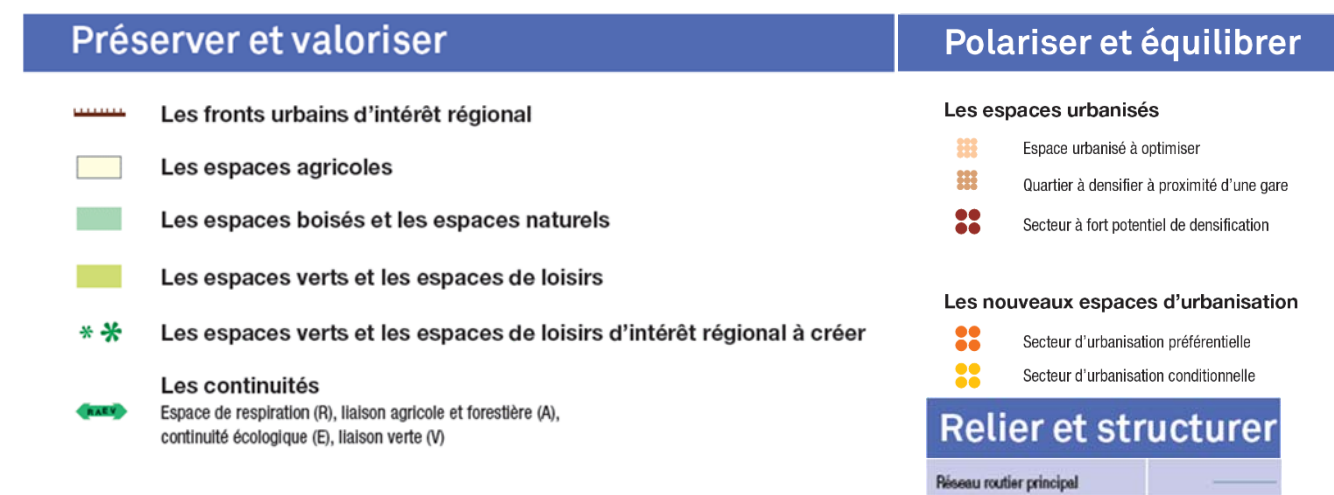 Préserver et valoriser
Les fronts urbains d'intérêt régional
Les espaces agricoles
Les espaces boisés et les espaces naturels
Les espaces verts et les espaces de loisirs
Les espaces verts et les espaces de loisirs d'intérêt régional à créer
Les continuités
R A E V
Espace de respiration (R), liaison agricole et forestière (A),
continuité écologique (E), liaison verte (V)
Polariser et équilibrer
Les espaces urbanisés
Espace urbanisé à optimiser
Quartier à densifier à proximité d'une gare
Secteur à fort potentiel de densification
Les nouveaux espaces d'urbanisation
Secteur d'urbanisation préférentielle
Secteur d'urbanisation conditionnelle
Relier et structurer
Réseau routier principal